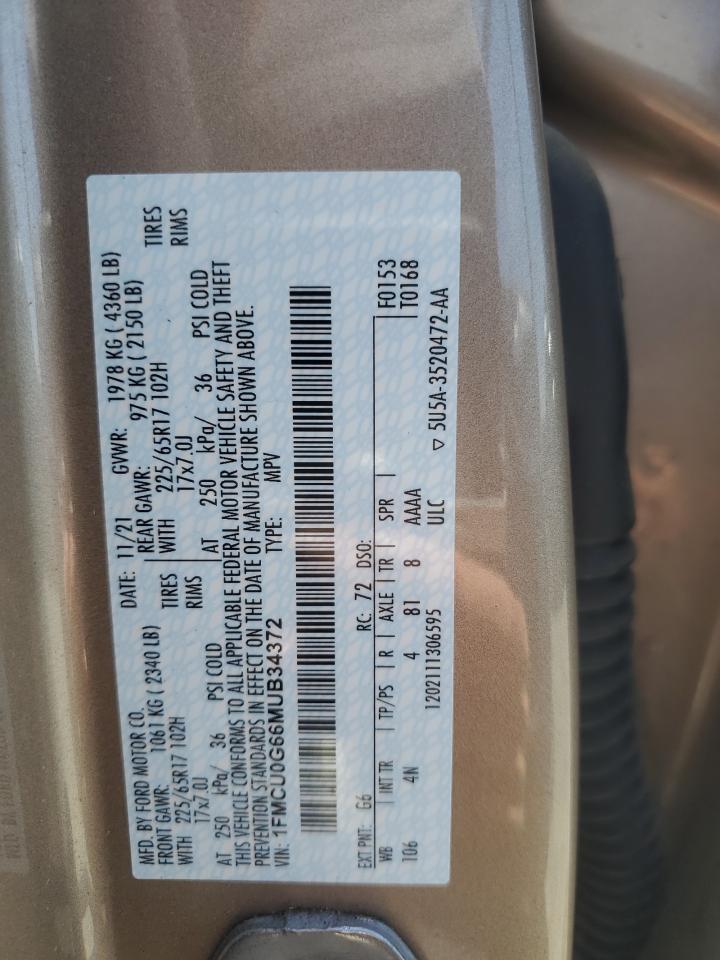 MFD. BY FORD MOTOR CO.
DATE: 11/21 GVWR: 1978 KG ( 4360 LB)
FRONT GAWR: 1061 KG ( 2340 LB) REAR GAWR: 975 KG ( 2150 LB)
WITH 225/65R17 102H TIRES WITH 225/65R17 102H TIRES
17x7.0J RIMS 17x7.0J RIMS
AT 250 kPa/ 36 PSI COLD AT 250 kPa/ 36 PSI COLD
THIS VEHICLE CONFORMS TO ALL APPLICABLE FEDERAL MOTOR VEHICLE SAFETY AND THEFT
PREVENTION STANDARDS IN EFFECT ON THE DATE OF MANUFACTURE SHOWN ABOVE.
VIN: 1FMCU0G66MUB34372 TYPE: MPV
EXT PNT: G6 RC: 72 DSO: F0153
WB INT TR TP/PS R AXLE TR SPR T0168
106 4N 4 81 8 AAAA
1202111306595 ULC ▽ 5U5A-3520472-AA